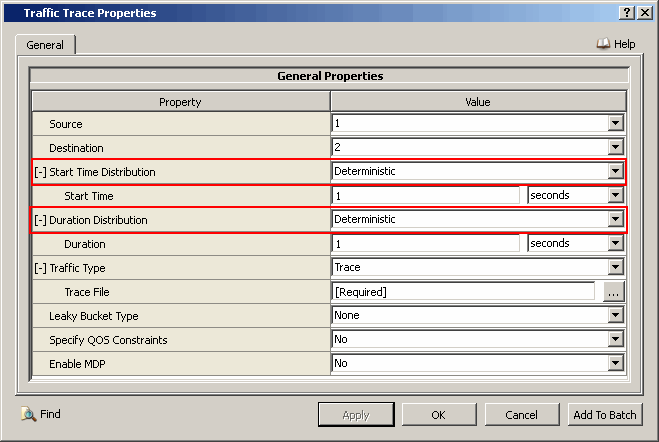 Traffic Trace Properties
General
Help
General Properties
Property Value
Source 1
Destination 2
[-] Start Time Distribution Deterministic
Start Time 1 seconds
[-] Duration Distribution Deterministic
Duration 1 seconds
[-] Traffic Type Trace
Trace File [Required] ...
Leaky Bucket Type None
Specify QOS Constraints No
Enable MDP No
Find Apply OK Cancel Add To Batch